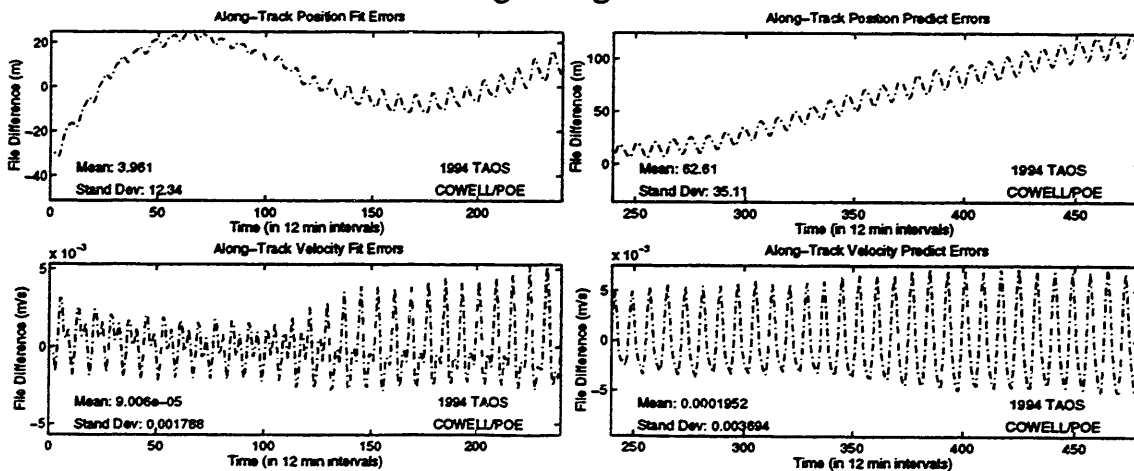 Along–Track Position Fit Errors
File Difference (m)
20
0
−20
−40
Mean: 3.961
Stand Dev: 12.34
1994 TAOS
COWELL/POE
0
50
100
150
200
Time (in 12 min intervals)
Along–Track Position Predict Errors
File Difference (m)
100
50
0
Mean: 62.61
Stand Dev: 35.11
1994 TAOS
COWELL/POE
250
300
350
400
450
Time (in 12 min intervals)
Along–Track Velocity Fit Errors
x 10⁻³
File Difference (m/s)
5
0
−5
Mean: 9.006e−05
Stand Dev: 0.001768
1994 TAOS
COWELL/POE
0
50
100
150
200
Time (in 12 min intervals)
Along–Track Velocity Predict Errors
x 10⁻³
File Difference (m/s)
5
0
−5
Mean: 0.0001952
Stand Dev: 0.003694
1994 TAOS
COWELL/POE
250
300
350
400
450
Time (in 12 min intervals)